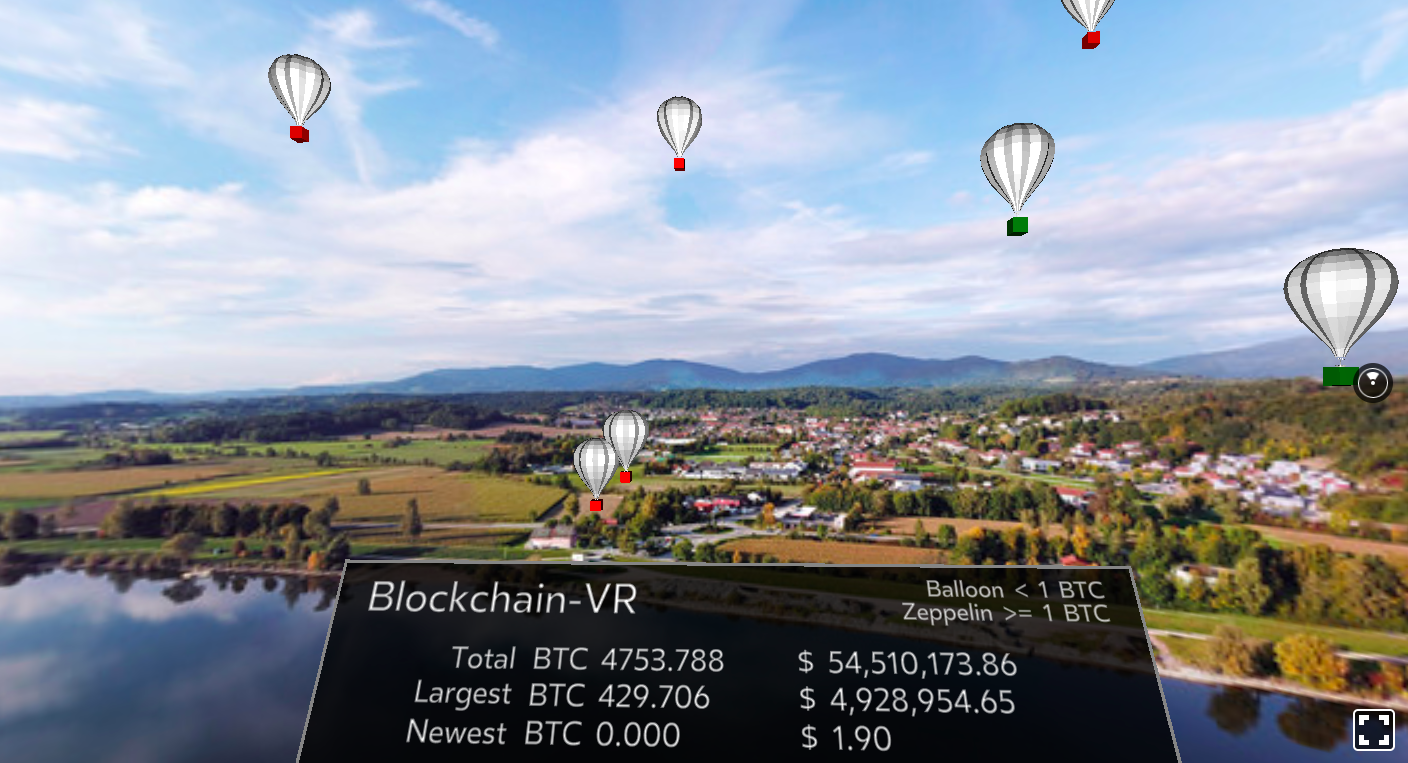 Blockchain-VR
Balloon < 1 BTC
Zeppelin >= 1 BTC
Total BTC 4753.788 $ 54,510,173.86
Largest BTC 429.706 $ 4,928,954.65
Newest BTC 0.000 $ 1.90